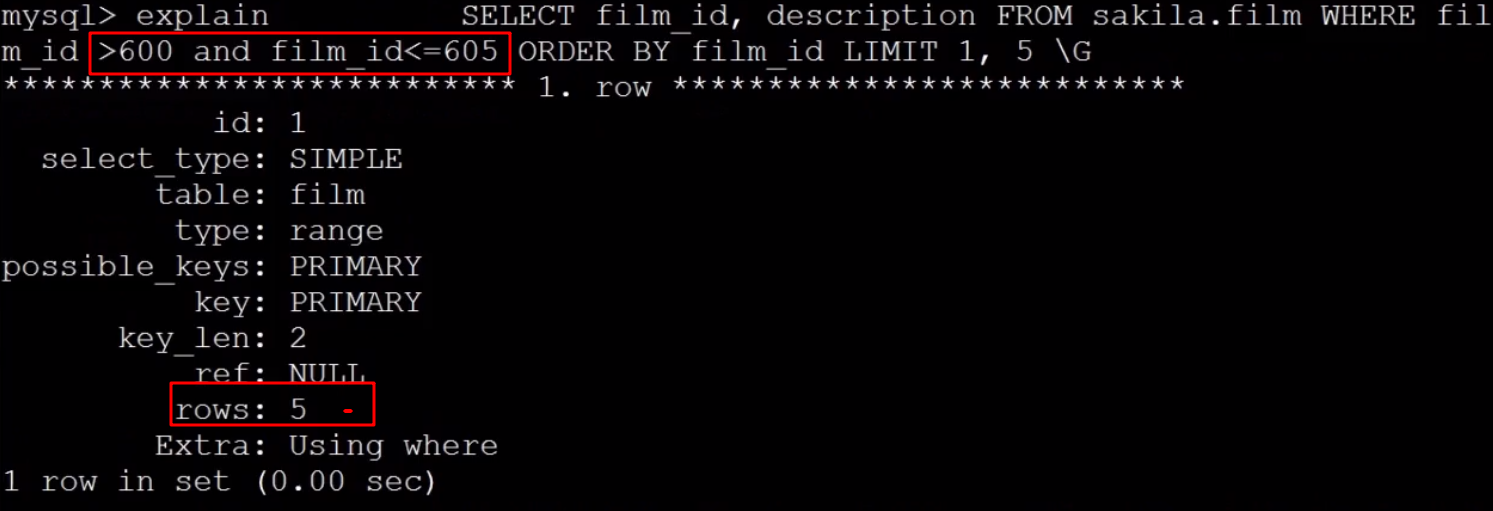 mysql> explain          SELECT film_id, description FROM sakila.film WHERE fil
m_id >600 and film_id<=605 ORDER BY film_id LIMIT 1, 5 \G
*************************** 1. row ***************************
           id: 1
  select_type: SIMPLE
        table: film
         type: range
possible_keys: PRIMARY
          key: PRIMARY
      key_len: 2
          ref: NULL
         rows: 5
        Extra: Using where
1 row in set (0.00 sec)